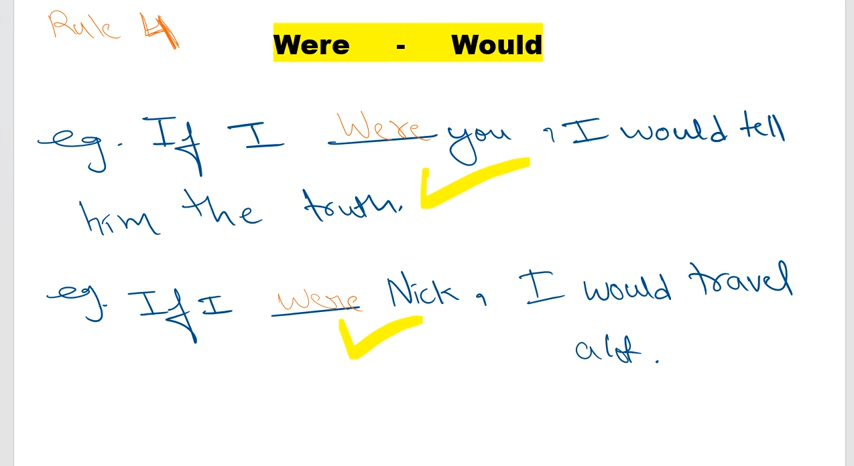 Rule 4
Were - Would
eg. If I Were you, I would tell
him the truth.
eg. If I were Nick, I would travel
a lot.